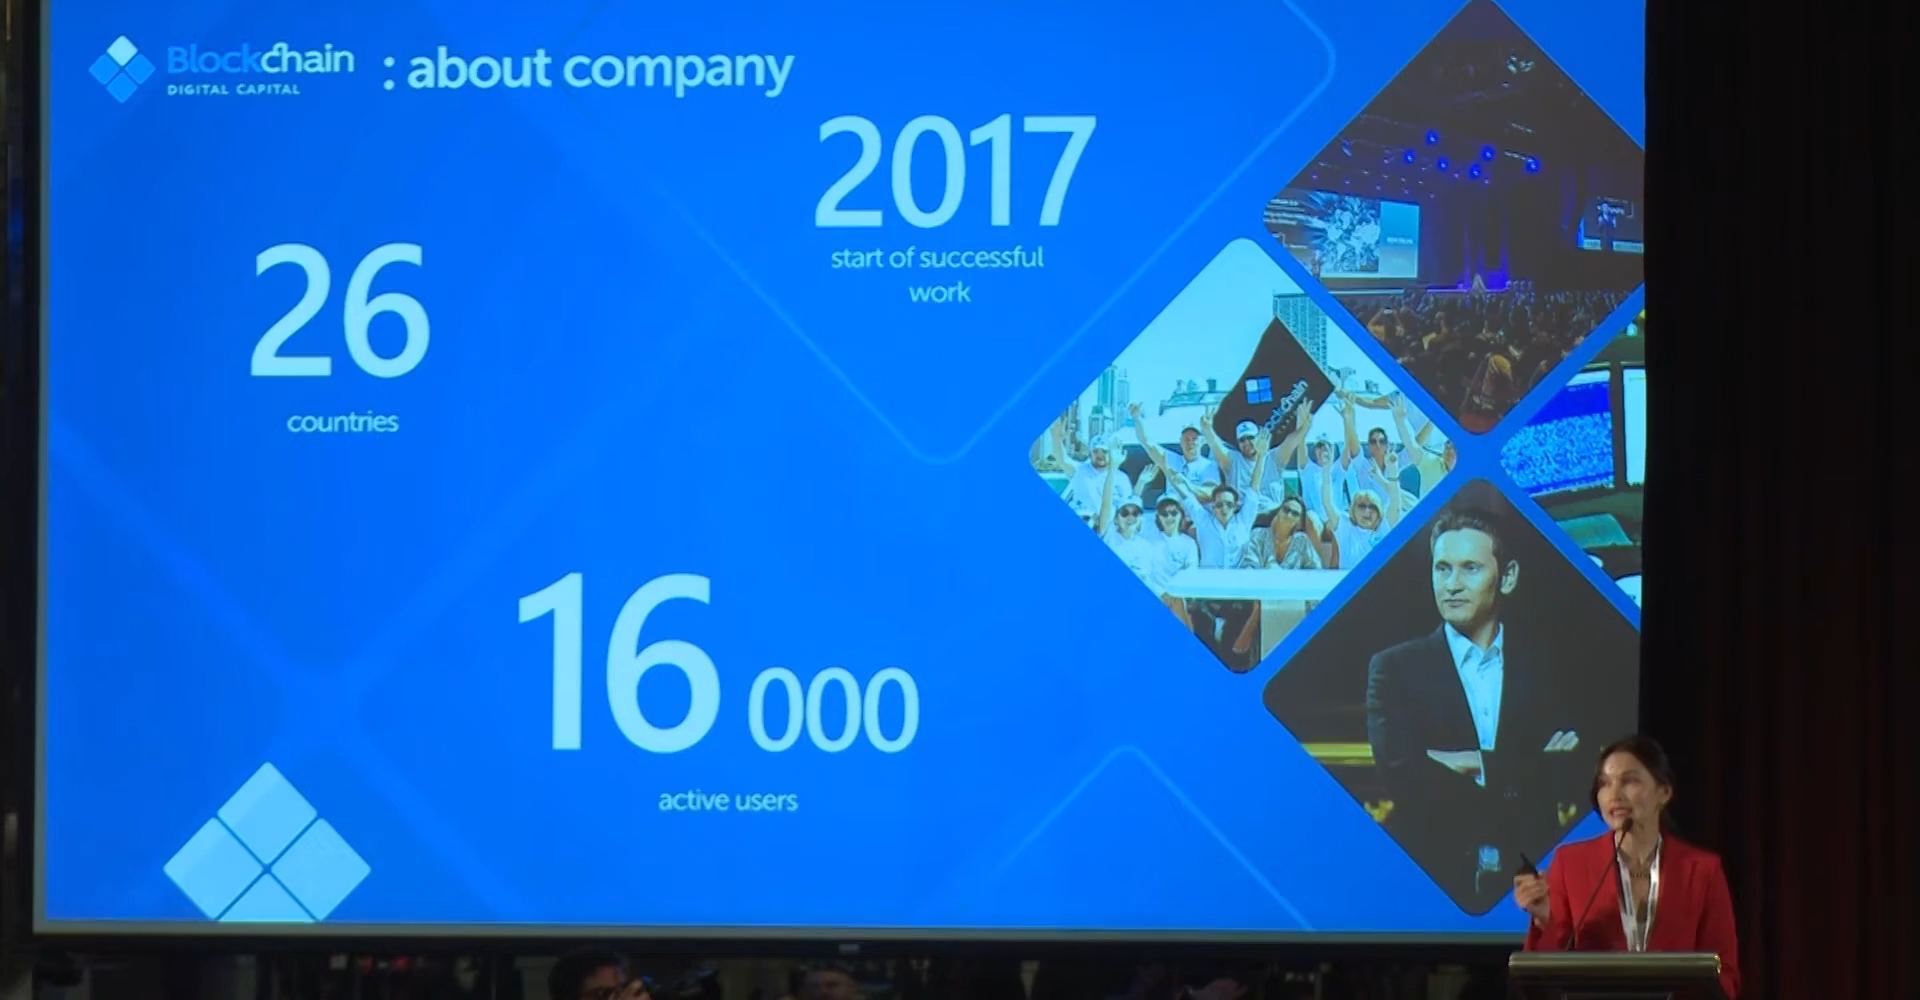 Blockchain
DIGITAL CAPITAL
: about company
2017
start of successful
work
26
countries
16 000
active users